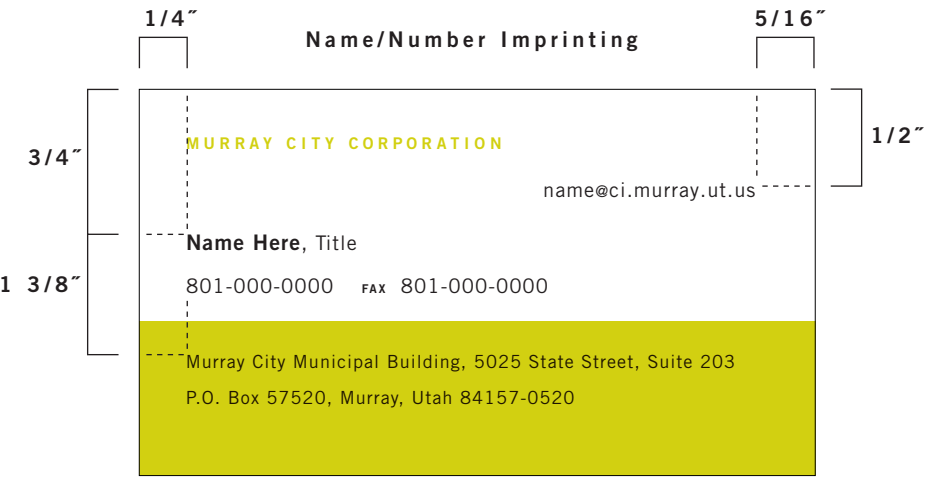 1/4˝
5/16˝
Name/Number Imprinting
1/2˝
MURRAY CITY CORPORATION
3/4˝
name@ci.murray.ut.us
Name Here, Title
1 3/8˝
801-000-0000 FAX 801-000-0000
Murray City Municipal Building, 5025 State Street, Suite 203
P.O. Box 57520, Murray, Utah 84157-0520